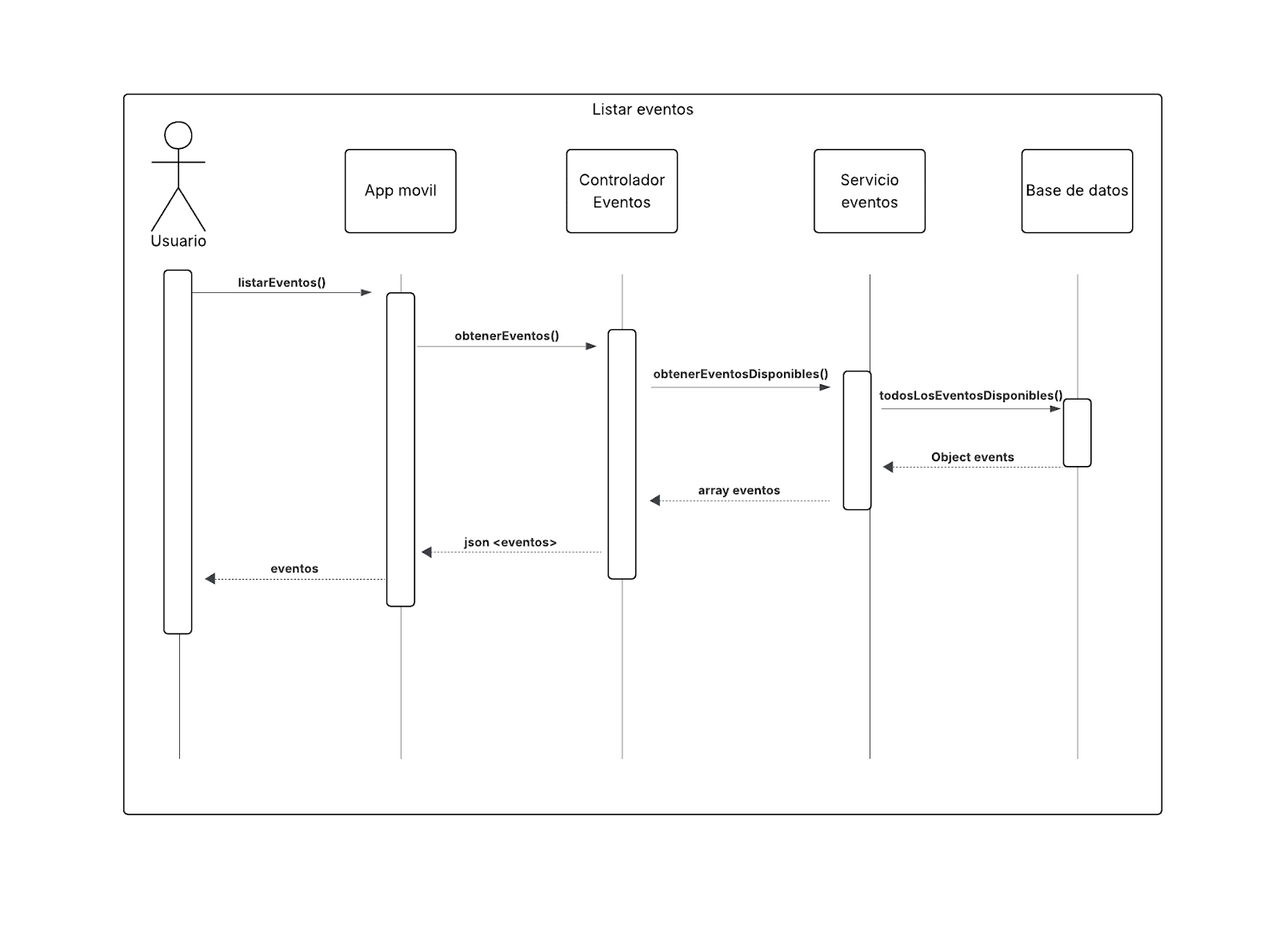 Listar eventos
Usuario
App movil
Controlador
Eventos
Servicio
eventos
Base de datos
listarEventos()
obtenerEventos()
obtenerEventosDisponibles()
todosLosEventosDisponibles()
Object events
array eventos
json <eventos>
eventos